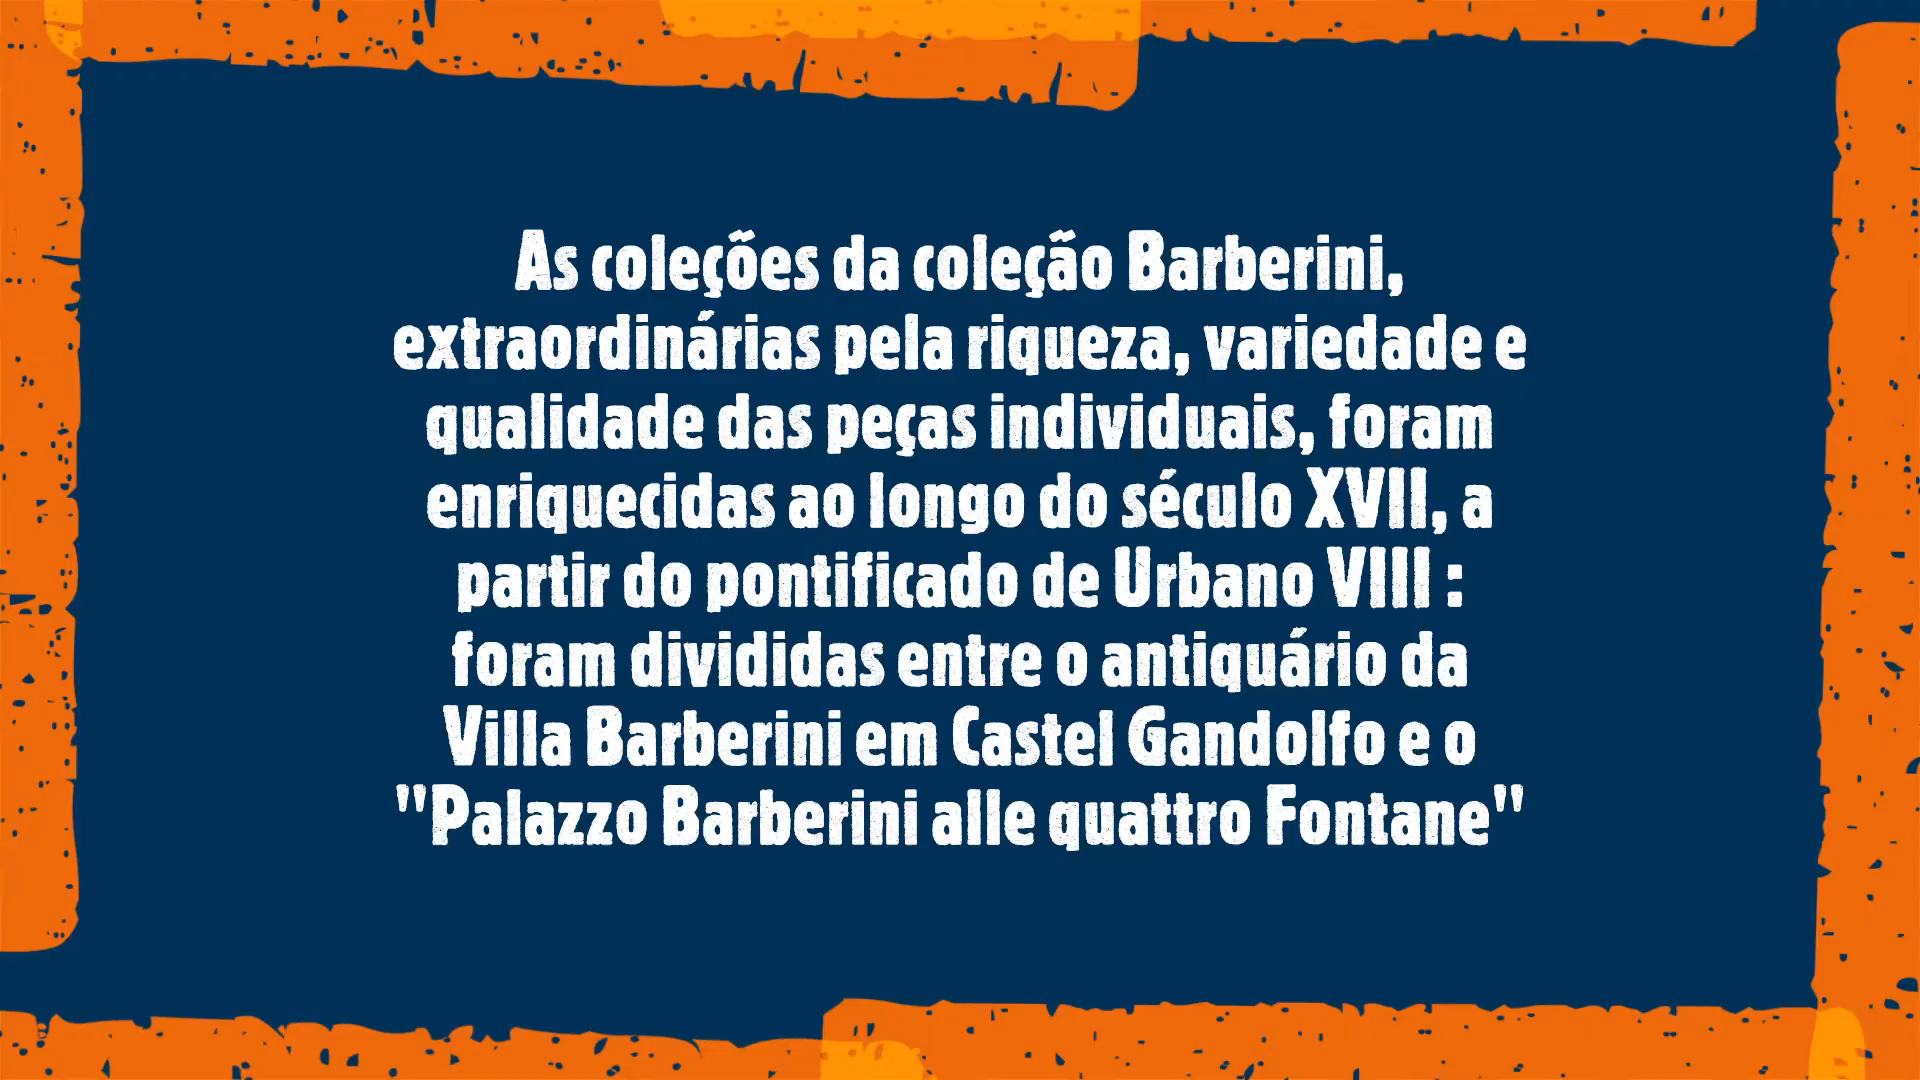 As coleções da coleção Barberini,
extraordinárias pela riqueza, variedade e
qualidade das peças individuais, foram
enriquecidas ao longo do século XVII, a
partir do pontificado de Urbano VIII :
foram divididas entre o antiquário da
Villa Barberini em Castel Gandolfo e o
"Palazzo Barberini alle quattro Fontane"